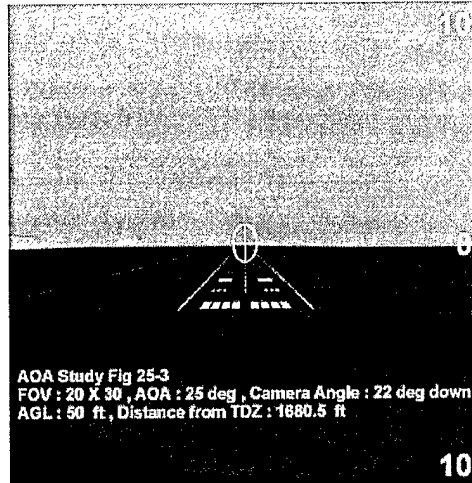 10
0
AOA Study Fig 25-3
FOV : 20 X 30 , AOA : 25 deg , Camera Angle : 22 deg down
AGL : 50 ft , Distance from TDZ : 1680.5 ft
10